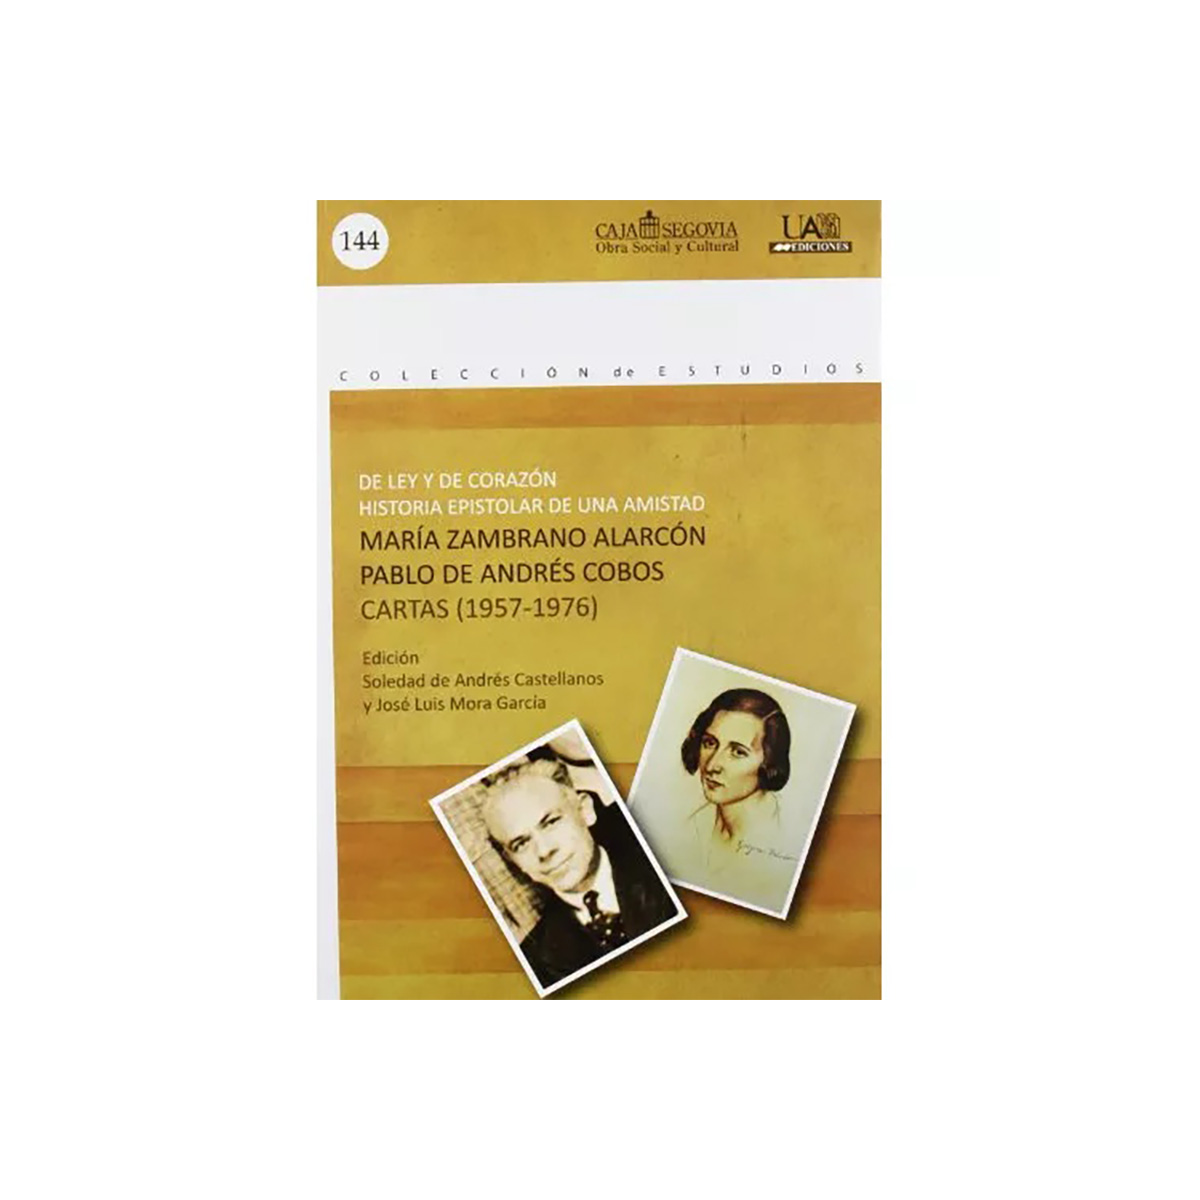 144
CAJA SEGOVIA
Obra Social y Cultural
UA
EDICIONES
COLECCIÓN de ESTUDIOS
DE LEY Y DE CORAZÓN
HISTORIA EPISTOLAR DE UNA AMISTAD
MARÍA ZAMBRANO ALARCÓN
PABLO DE ANDRÉS COBOS
CARTAS (1957-1976)
Edición
Soledad de Andrés Castellanos
y José Luis Mora García